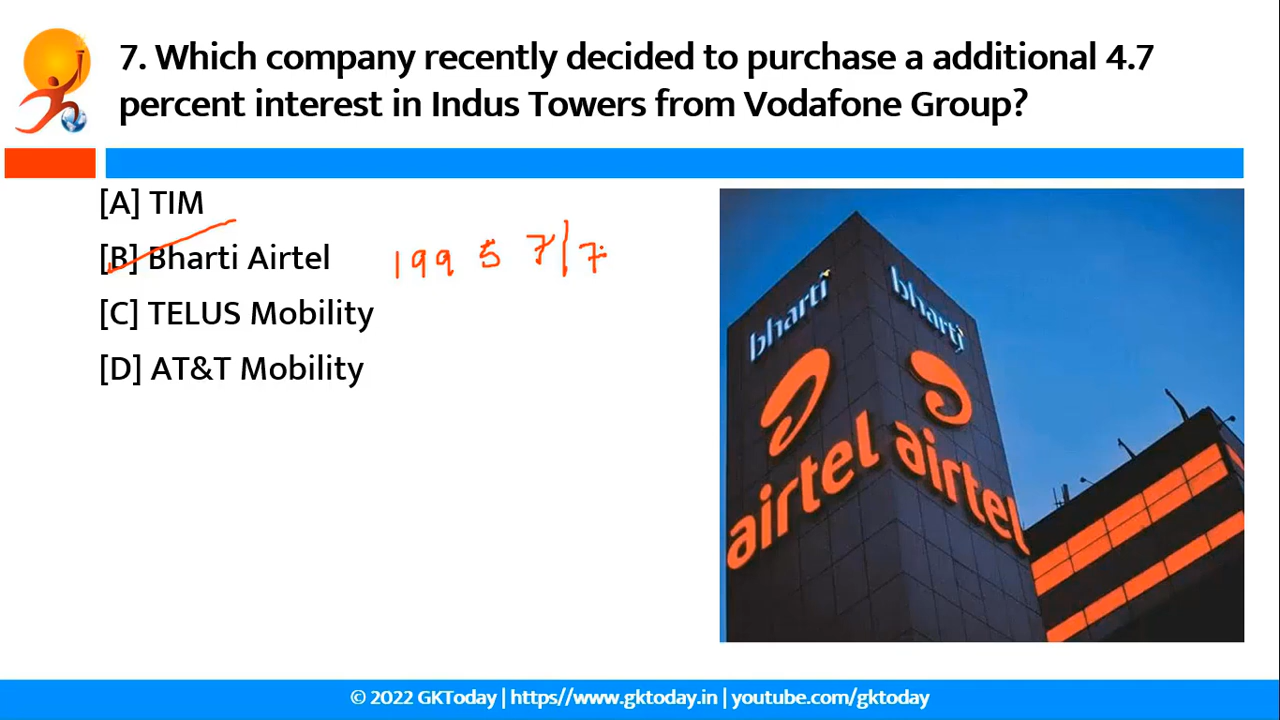 7. Which company recently decided to purchase a additional 4.7
percent interest in Indus Towers from Vodafone Group?
[A] TIM
[B] Bharti Airtel
1995 7/7
[C] TELUS Mobility
[D] AT&T Mobility
bharti bharti
airtel airtel
© 2022 GKToday | https//www.gktoday.in | youtube.com/gktoday